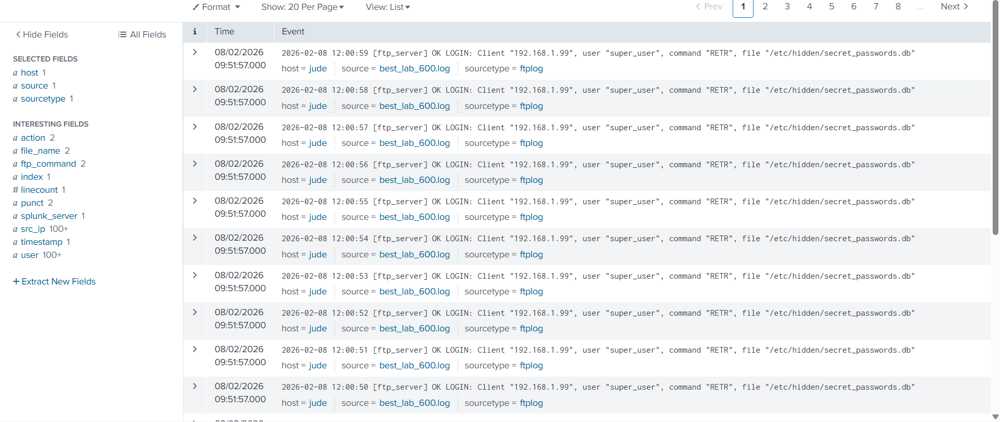 Format Show: 20 Per Page View: List < Prev 1 2 3 4 5 6 7 8 ... Next >
< Hide Fields All Fields
SELECTED FIELDS
a host 1
a source 1
a sourcetype 1
INTERESTING FIELDS
a action 2
a file_name 2
a ftp_command 2
a index 1
# linecount 1
a punct 2
a splunk_server 1
a src_ip 100+
a timestamp 1
a user 100+
+ Extract New Fields
i Time Event
> 08/02/2026 09:51:57.000
2026-02-08 12:00:59 [ftp_server] OK LOGIN: Client "192.168.1.99", user "super_user", command "RETR", file "/etc/hidden/secret_passwords.db"
host = jude source = best_lab_600.log sourcetype = ftplog
> 08/02/2026 09:51:57.000
2026-02-08 12:00:58 [ftp_server] OK LOGIN: Client "192.168.1.99", user "super_user", command "RETR", file "/etc/hidden/secret_passwords.db"
host = jude source = best_lab_600.log sourcetype = ftplog
> 08/02/2026 09:51:57.000
2026-02-08 12:00:57 [ftp_server] OK LOGIN: Client "192.168.1.99", user "super_user", command "RETR", file "/etc/hidden/secret_passwords.db"
host = jude source = best_lab_600.log sourcetype = ftplog
> 08/02/2026 09:51:57.000
2026-02-08 12:00:56 [ftp_server] OK LOGIN: Client "192.168.1.99", user "super_user", command "RETR", file "/etc/hidden/secret_passwords.db"
host = jude source = best_lab_600.log sourcetype = ftplog
> 08/02/2026 09:51:57.000
2026-02-08 12:00:55 [ftp_server] OK LOGIN: Client "192.168.1.99", user "super_user", command "RETR", file "/etc/hidden/secret_passwords.db"
host = jude source = best_lab_600.log sourcetype = ftplog
> 08/02/2026 09:51:57.000
2026-02-08 12:00:54 [ftp_server] OK LOGIN: Client "192.168.1.99", user "super_user", command "RETR", file "/etc/hidden/secret_passwords.db"
host = jude source = best_lab_600.log sourcetype = ftplog
> 08/02/2026 09:51:57.000
2026-02-08 12:00:53 [ftp_server] OK LOGIN: Client "192.168.1.99", user "super_user", command "RETR", file "/etc/hidden/secret_passwords.db"
host = jude source = best_lab_600.log sourcetype = ftplog
> 08/02/2026 09:51:57.000
2026-02-08 12:00:52 [ftp_server] OK LOGIN: Client "192.168.1.99", user "super_user", command "RETR", file "/etc/hidden/secret_passwords.db"
host = jude source = best_lab_600.log sourcetype = ftplog
> 08/02/2026 09:51:57.000
2026-02-08 12:00:51 [ftp_server] OK LOGIN: Client "192.168.1.99", user "super_user", command "RETR", file "/etc/hidden/secret_passwords.db"
host = jude source = best_lab_600.log sourcetype = ftplog
> 08/02/2026 09:51:57.000
2026-02-08 12:00:50 [ftp_server] OK LOGIN: Client "192.168.1.99", user "super_user", command "RETR", file "/etc/hidden/secret_passwords.db"
host = jude source = best_lab_600.log sourcetype = ftplog